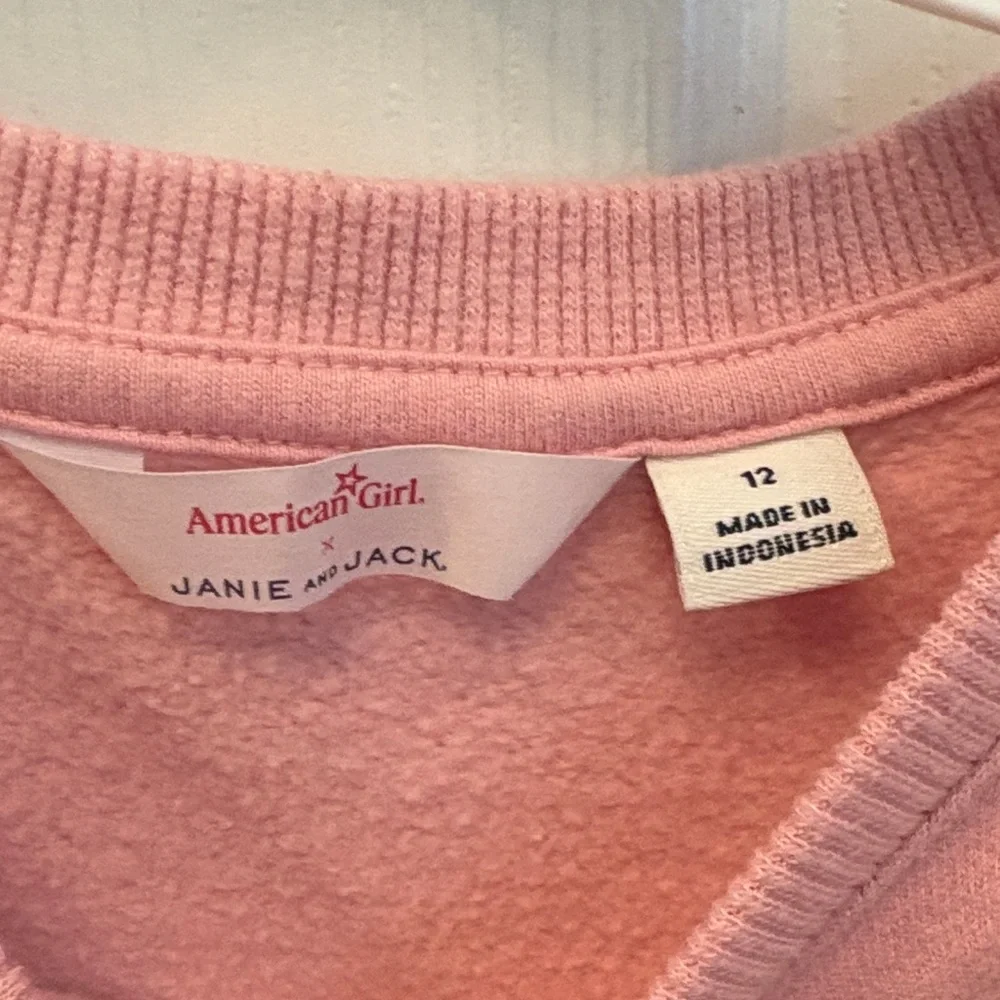 American Girl.
×
JANIE AND JACK.
12
MADE IN
INDONESIA